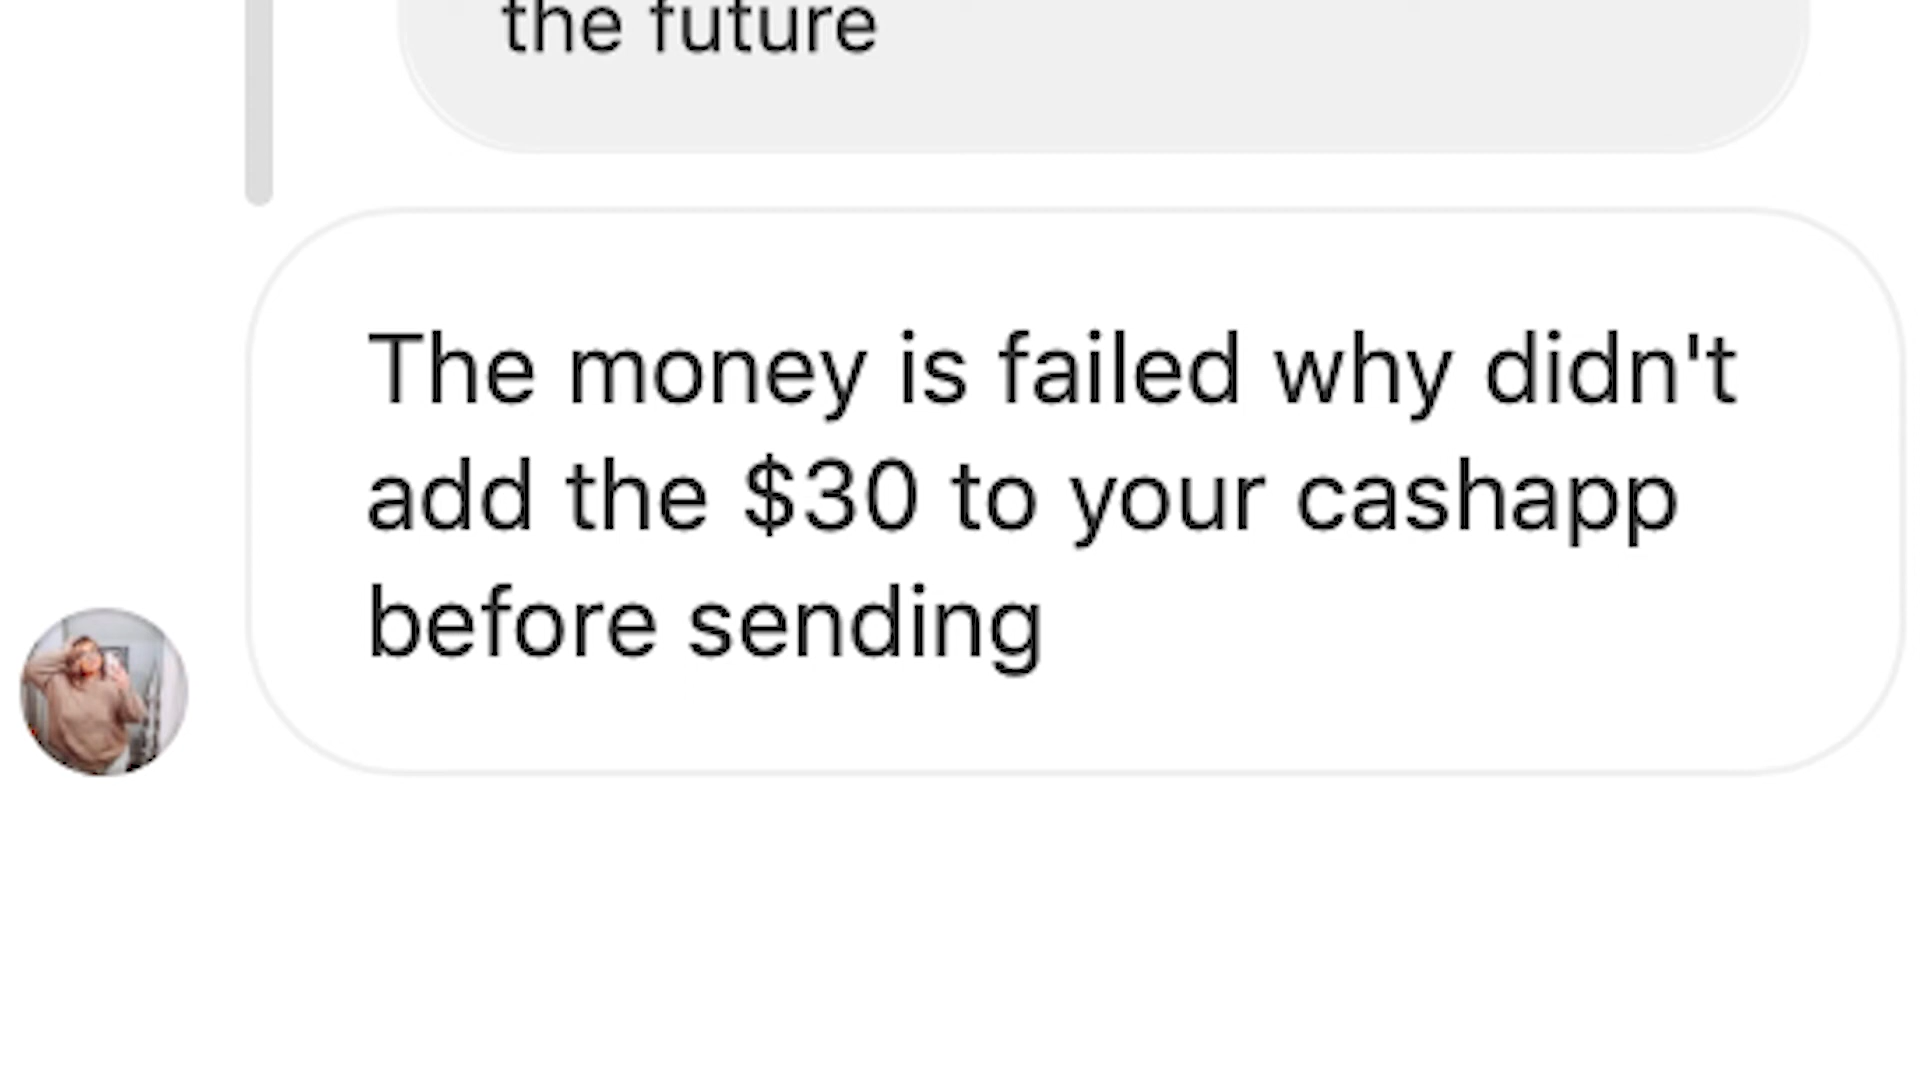 the future
The money is failed why didn't
add the $30 to your cashapp
before sending